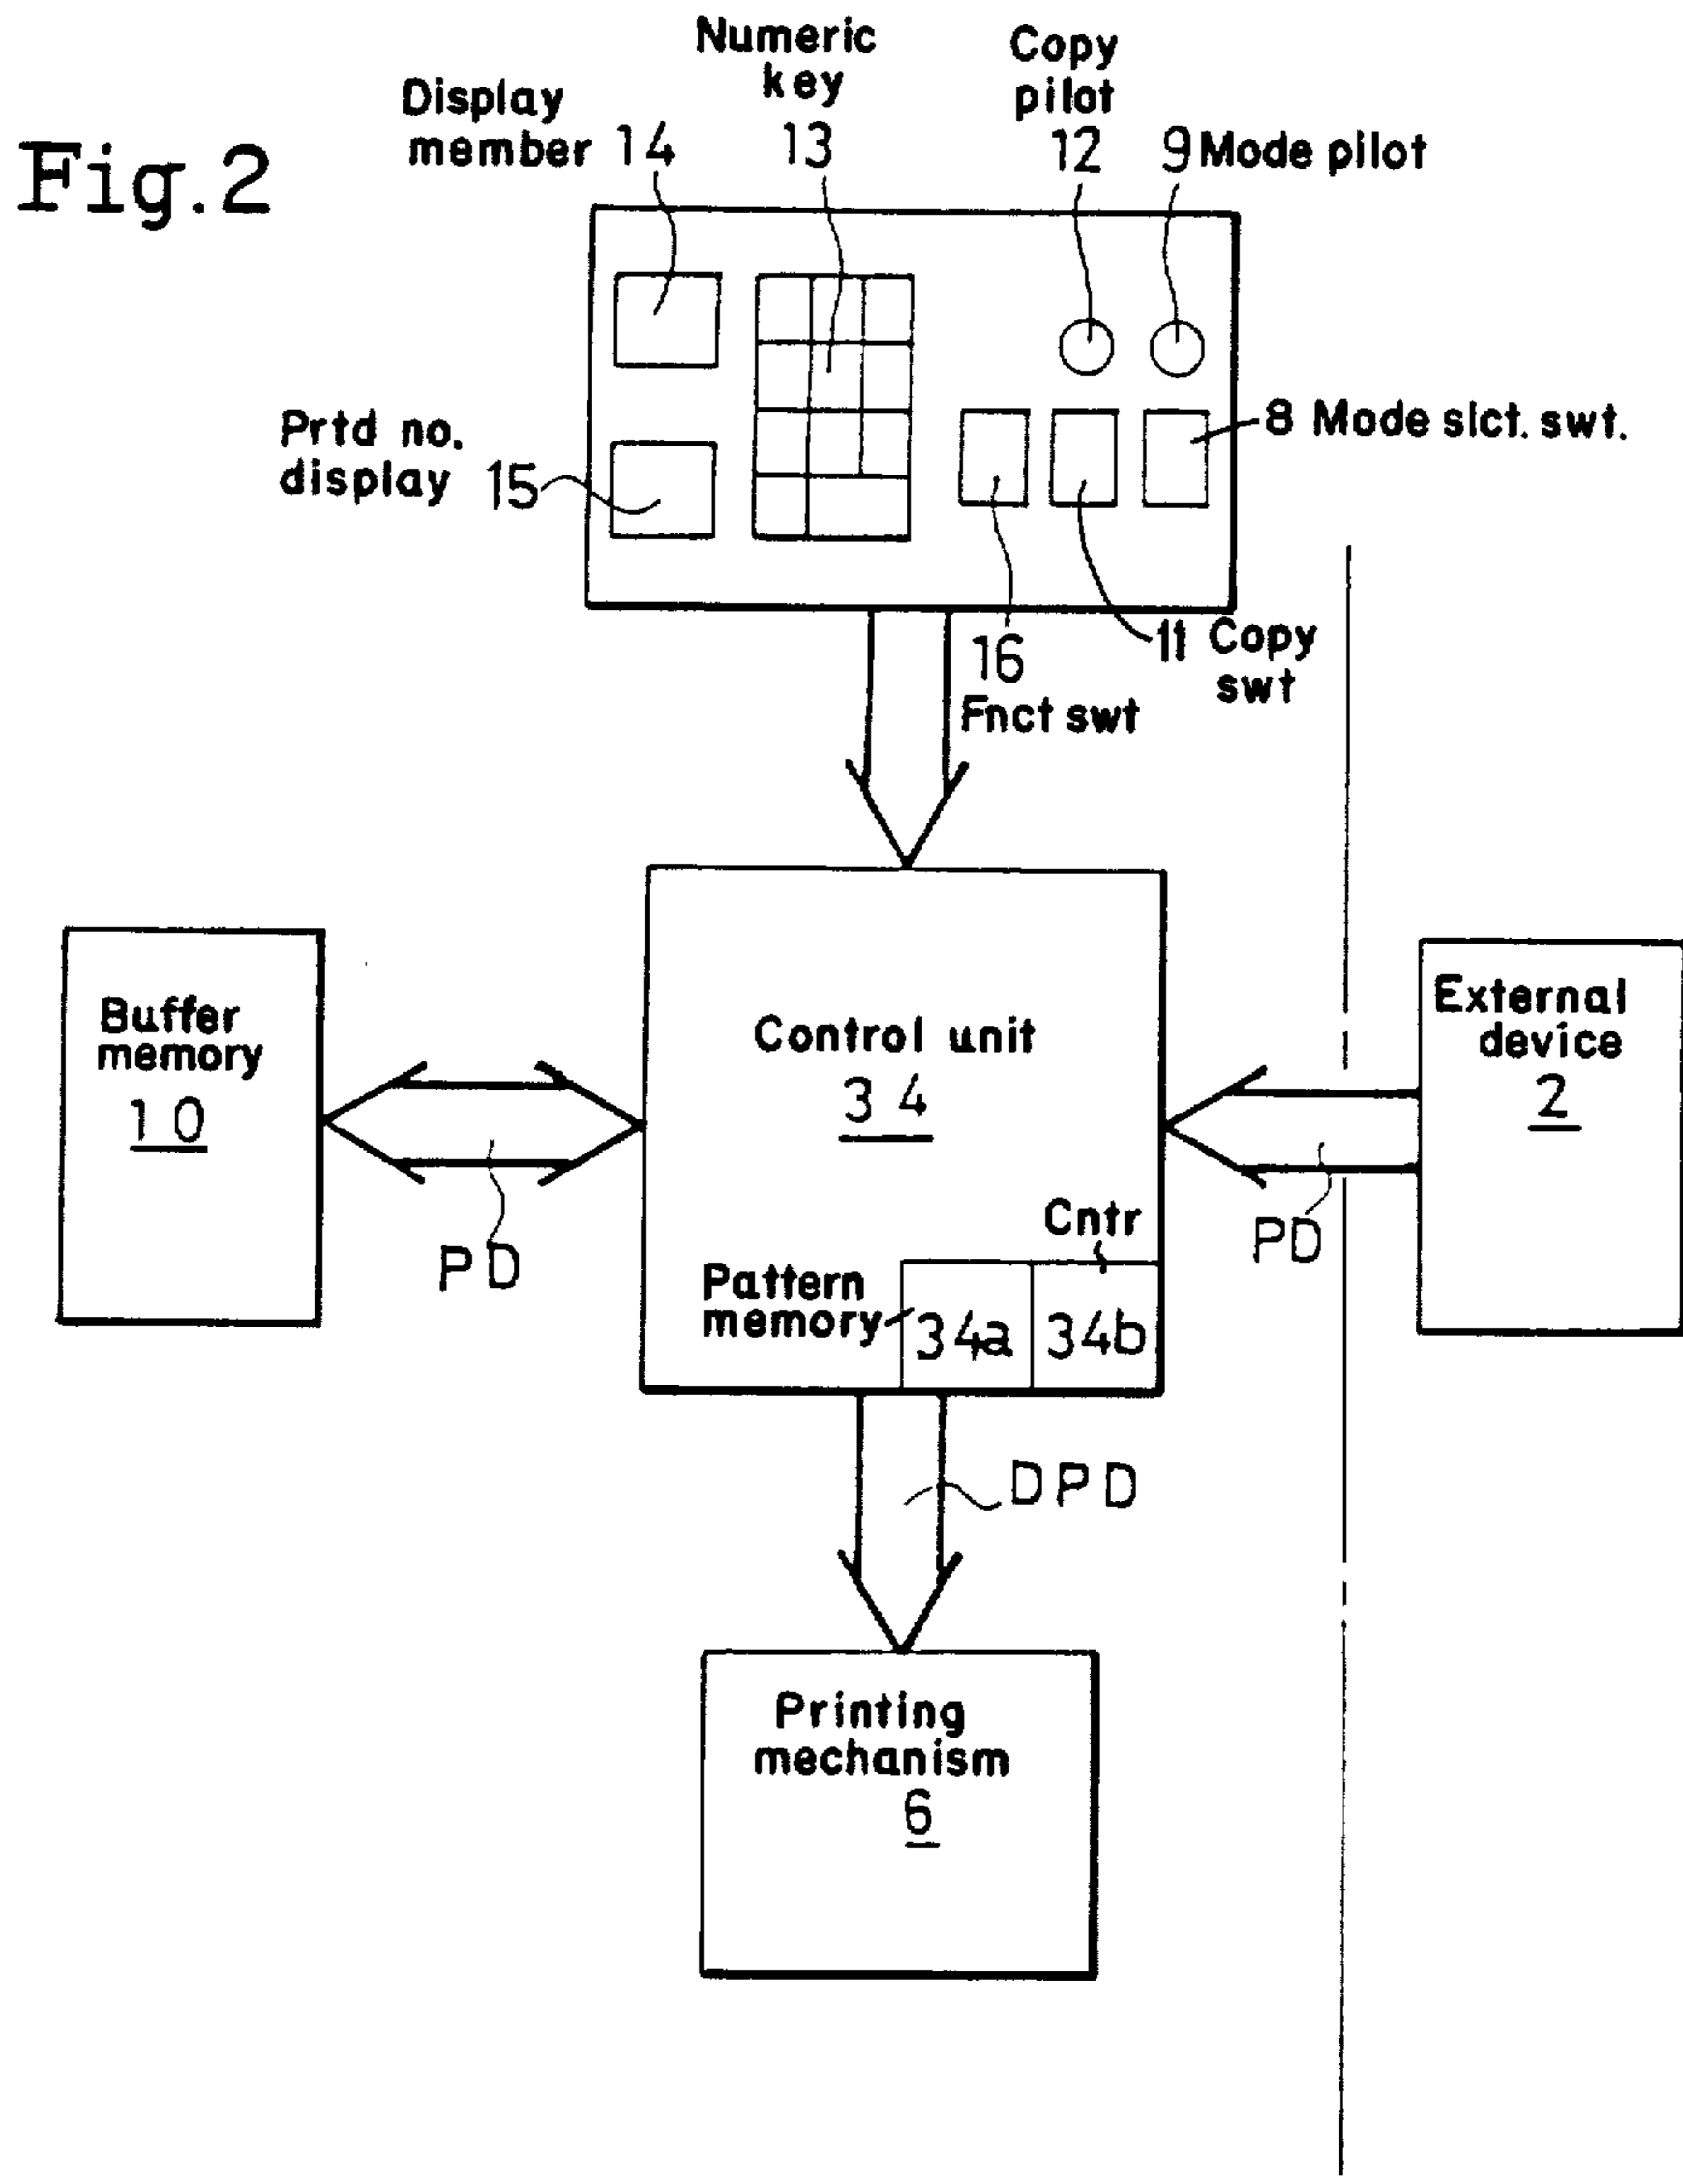 Fig.2
Numeric
key
13
Copy
pilot
12
Display
member 14
9 Mode pilot
Prtd no.
display 15
8 Mode slct. swt.
16
Fnct swt
11 Copy
swt
Buffer
memory
10
Control unit
34
External
device
2
PD
PD
Cntr
Pattern
memory
34a
34b
DPD
Printing
mechanism
6